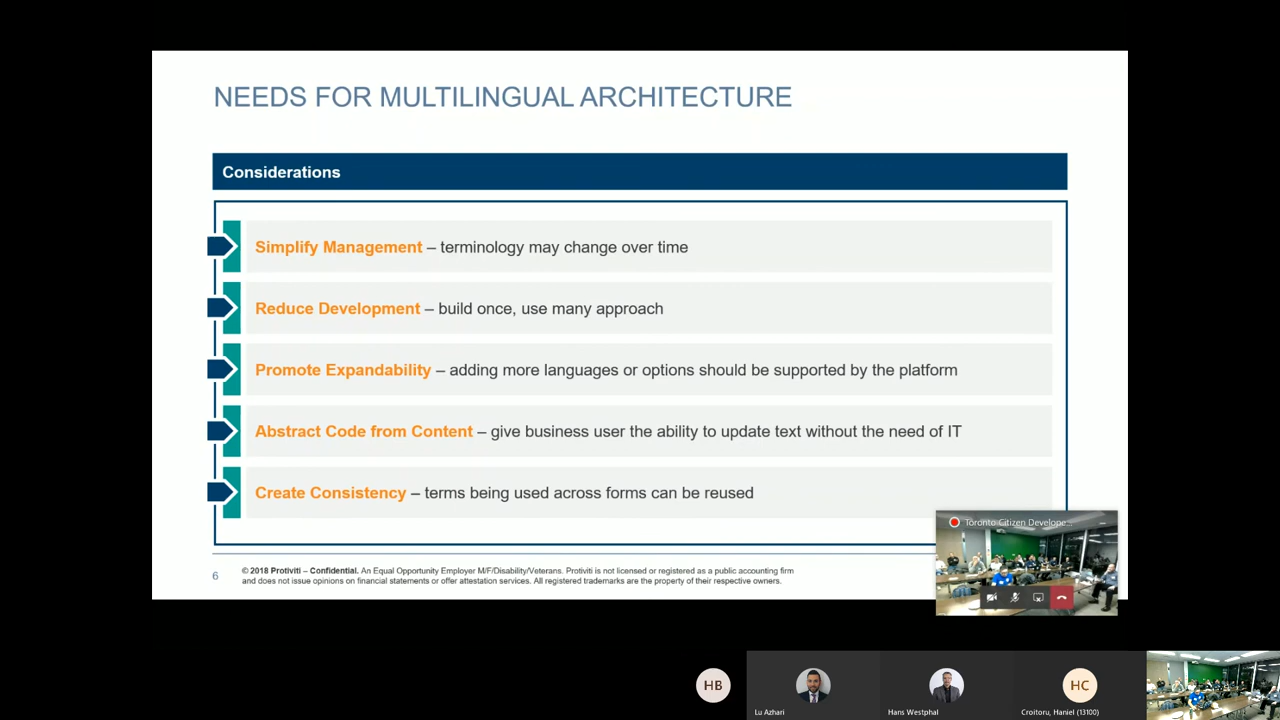 NEEDS FOR MULTILINGUAL ARCHITECTURE
Considerations
Simplify Management – terminology may change over time
Reduce Development – build once, use many approach
Promote Expandability – adding more languages or options should be supported by the platform
Abstract Code from Content – give business user the ability to update text without the need of IT
Create Consistency – terms being used across forms can be reused
Toronto Citizen Develope...
6
© 2018 Protiviti – Confidential. An Equal Opportunity Employer M/F/Disability/Veterans. Protiviti is not licensed or registered as a public accounting firm
and does not issue opinions on financial statements or offer attestation services. All registered trademarks are the property of their respective owners.
HB
HC
Lu Azhari
Hans Westphal
Croitoru, Haniel (13100)